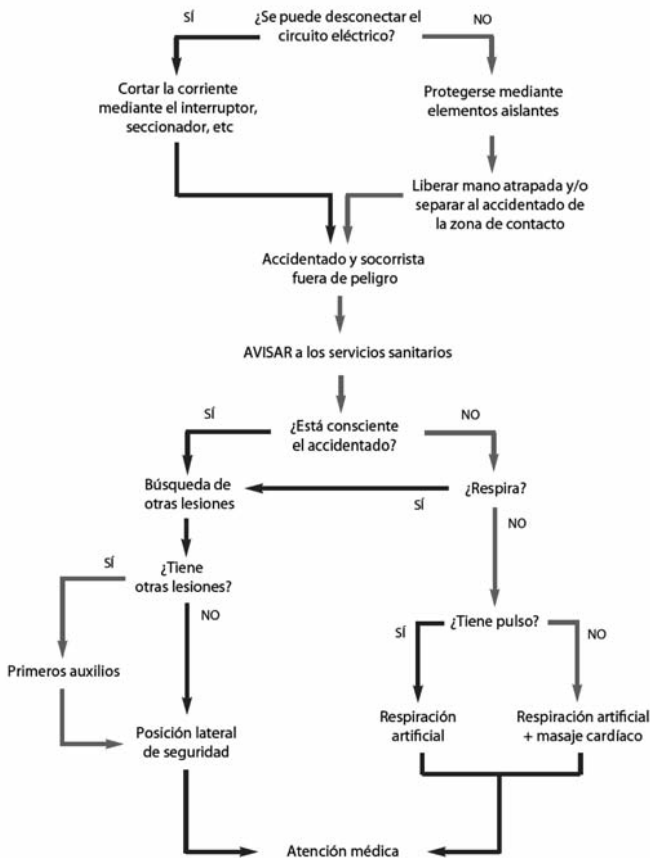 ¿Se puede desconectar el
circuito eléctrico?
SÍ
NO
Cortar la corriente
mediante el interruptor,
seccionador, etc
Protegerse mediante
elementos aislantes
Liberar mano atrapada y/o
separar al accidentado de
la zona de contacto
Accidentado y socorrista
fuera de peligro
AVISAR a los servicios sanitarios
¿Está consciente
el accidentado?
SÍ
NO
Búsqueda de
otras lesiones
¿Respira?
SÍ
NO
¿Tiene
otras lesiones?
SÍ
NO
¿Tiene pulso?
SÍ
NO
Primeros auxilios
Posición lateral
de seguridad
Respiración
artificial
Respiración artificial
+ masaje cardíaco
Atención médica